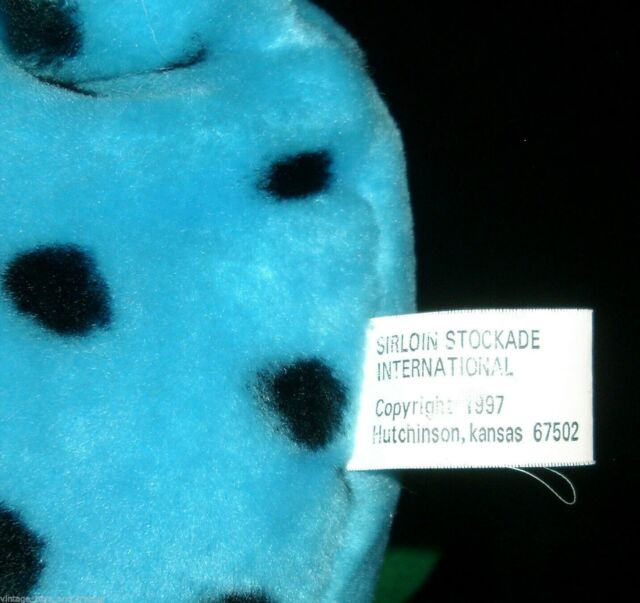 SIRLOIN STOCKADE
INTERNATIONAL
Copyright 1997
Hutchinson, kansas 67502